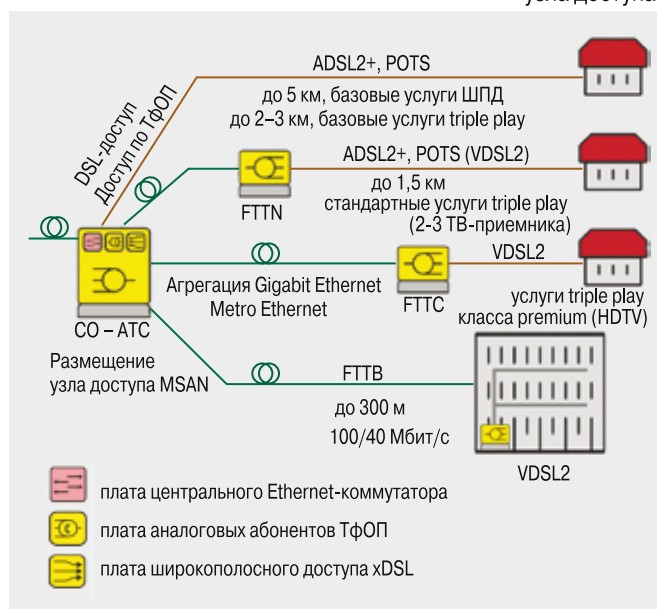 узла доступа
ADSL2+, POTS
до 5 км, базовые услуги ШПД
до 2–3 км, базовые услуги triple play
DSL-доступ
Доступ по ТфОП
ADSL2+, POTS (VDSL2)
FTTN
до 1,5 км
стандартные услуги triple play
(2-3 ТВ-приемника)
VDSL2
Агрегация Gigabit Ethernet
Metro Ethernet
FTTC
услуги triple play
класса premium (HDTV)
CO – АТС
Размещение
узла доступа MSAN
FTTB
до 300 м
100/40 Мбит/с
VDSL2
плата центрального Ethernet-коммутатора
плата аналоговых абонентов ТфОП
плата широкополосного доступа xDSL